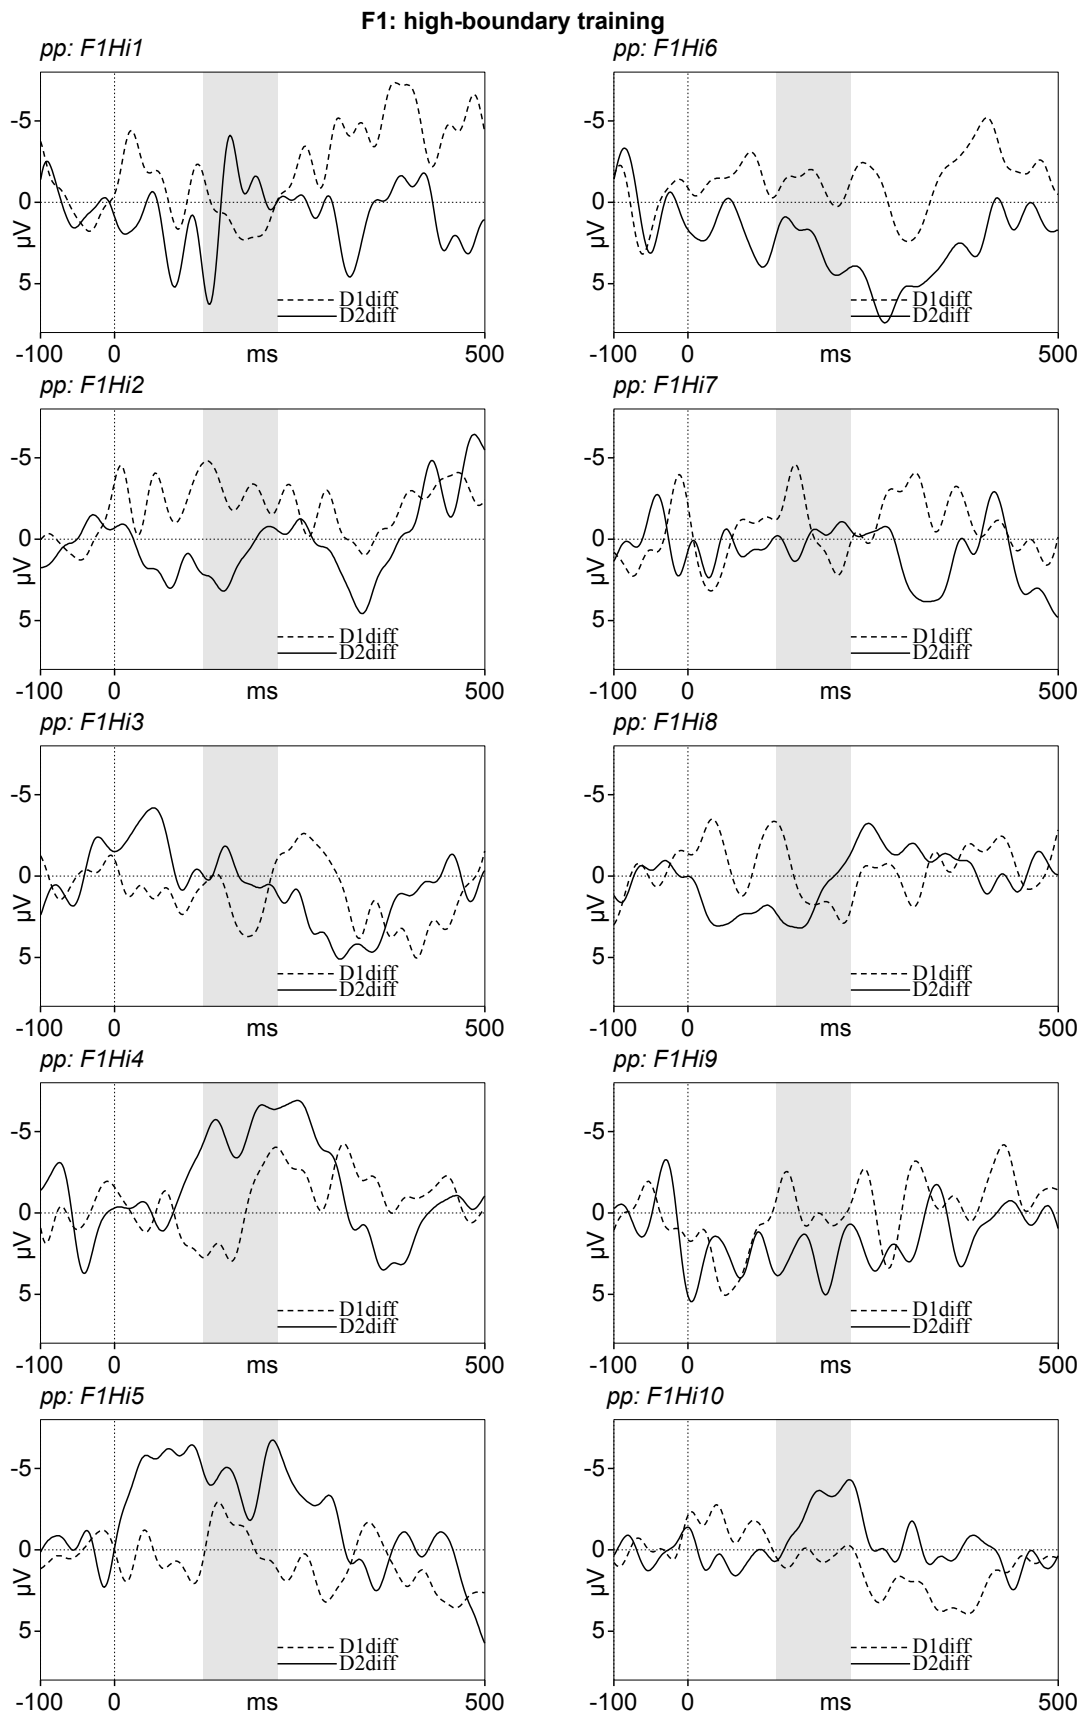 F1: high-boundary training
pp: F1Hi1
-5
0
5
µV
D1diff
D2diff
-100 0 ms 500
pp: F1Hi6
-5
0
5
µV
D1diff
D2diff
-100 0 ms 500
pp: F1Hi2
-5
0
5
µV
D1diff
D2diff
-100 0 ms 500
pp: F1Hi7
-5
0
5
µV
D1diff
D2diff
-100 0 ms 500
pp: F1Hi3
-5
0
5
µV
D1diff
D2diff
-100 0 ms 500
pp: F1Hi8
-5
0
5
µV
D1diff
D2diff
-100 0 ms 500
pp: F1Hi4
-5
0
5
µV
D1diff
D2diff
-100 0 ms 500
pp: F1Hi9
-5
0
5
µV
D1diff
D2diff
-100 0 ms 500
pp: F1Hi5
-5
0
5
µV
D1diff
D2diff
-100 0 ms 500
pp: F1Hi10
-5
0
5
µV
D1diff
D2diff
-100 0 ms 500